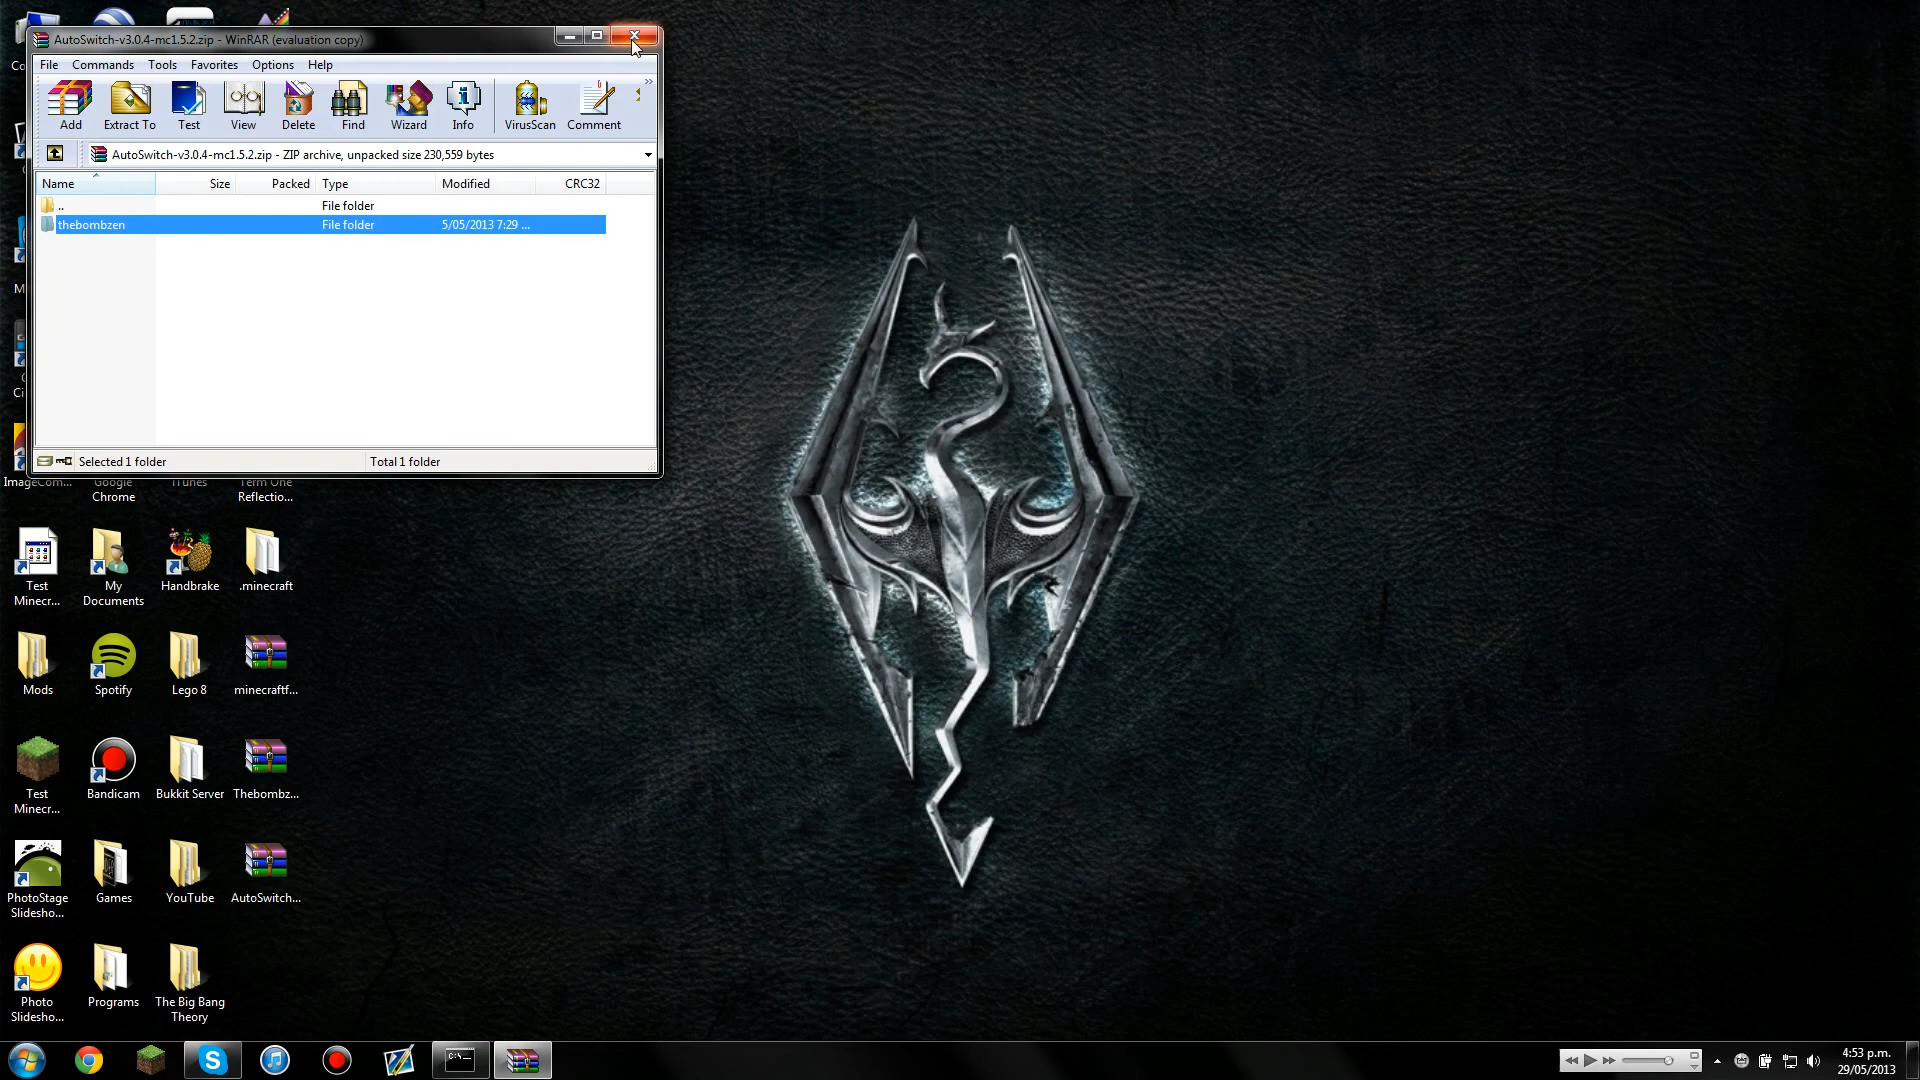 AutoSwitch-v3.0.4-mc1.5.2.zip - WinRAR (evaluation copy)
File Commands Tools Favorites Options Help
Add Extract To Test View Delete Find Wizard Info VirusScan Comment
AutoSwitch-v3.0.4-mc1.5.2.zip - ZIP archive, unpacked size 230,559 bytes
Name Size Packed Type Modified CRC32
.. File folder
thebombzen File folder 5/05/2013 7:29 ...
Selected 1 folder Total 1 folder
ImageCom...
Google
Chrome
iTunes
Term One
Reflectio...
Test
Minecr...
My
Documents
Handbrake
.minecraft
Mods
Spotify
Lego 8
minecraftf...
Test
Minecr...
Bandicam
Bukkit Server
Thebombz...
PhotoStage
Slidesho...
Games
YouTube
AutoSwitch...
Photo
Slidesho...
Programs
The Big Bang
Theory
C:\_
4:53 p.m.
29/05/2013